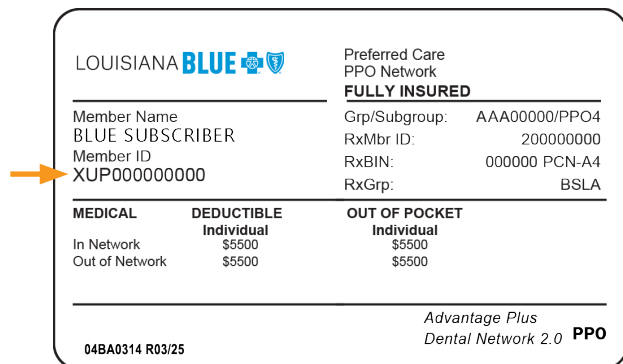 LOUISIANA BLUE
Preferred Care
PPO Network
FULLY INSURED
Member Name
BLUE SUBSCRIBER
Member ID
XUP000000000
Grp/Subgroup: AAA00000/PPO4
RxMbr ID: 200000000
RxBIN: 000000 PCN-A4
RxGrp: BSLA
MEDICAL DEDUCTIBLE OUT OF POCKET
Individual Individual
In Network $5500 $5500
Out of Network $5500 $5500
Advantage Plus
Dental Network 2.0 PPO
04BA0314 R03/25